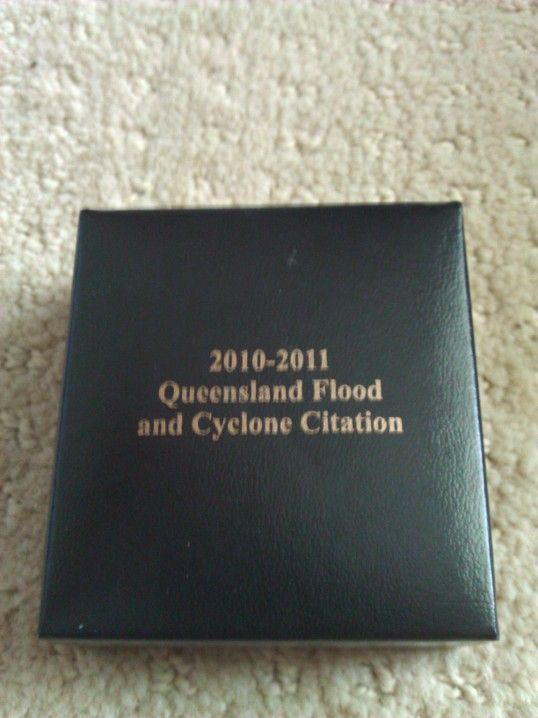 2010-2011
Queensland Flood
and Cyclone Citation